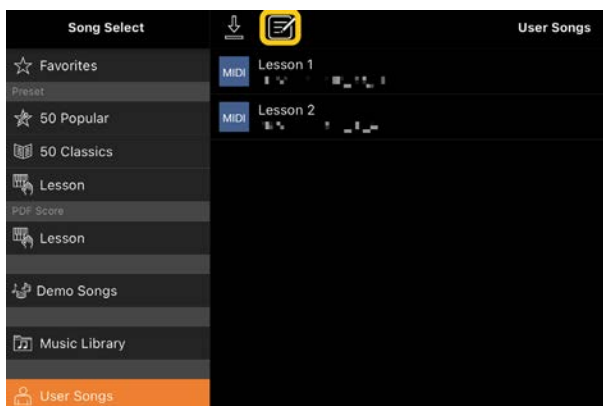 Song Select
User Songs
Favorites
Preset
50 Popular
50 Classics
Lesson
PDF Score
Lesson
Demo Songs
Music Library
User Songs
MIDI Lesson 1
MIDI Lesson 2